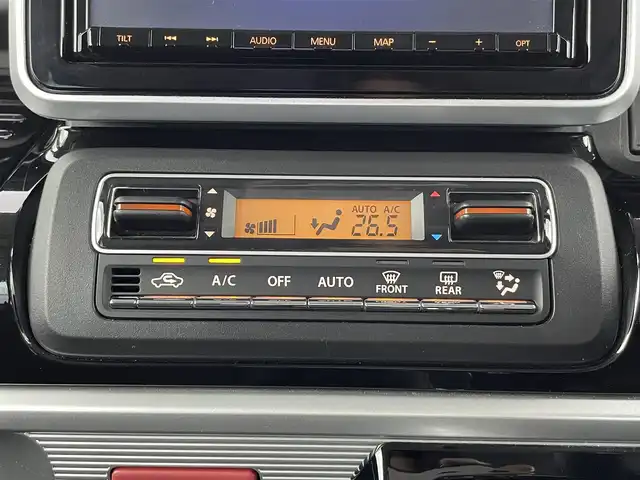 TILT AUDIO MENU MAP − + OPT
AUTO A/C
26.5
A/C OFF AUTO FRONT REAR